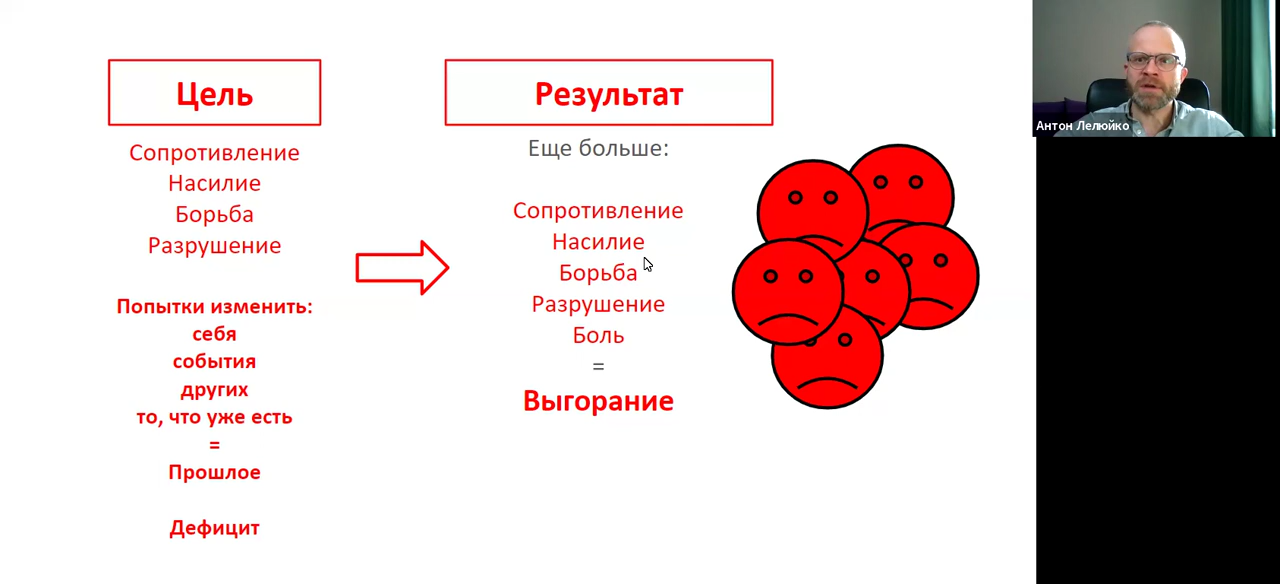 Цель
Сопротивление
Насилие
Борьба
Разрушение
Попытки изменить:
себя
события
других
то, что уже есть
=
Прошлое
Дефицит
Результат
Еще больше:
Сопротивление
Насилие
Борьба
Разрушение
Боль
=
Выгорание
Антон Лелюйко